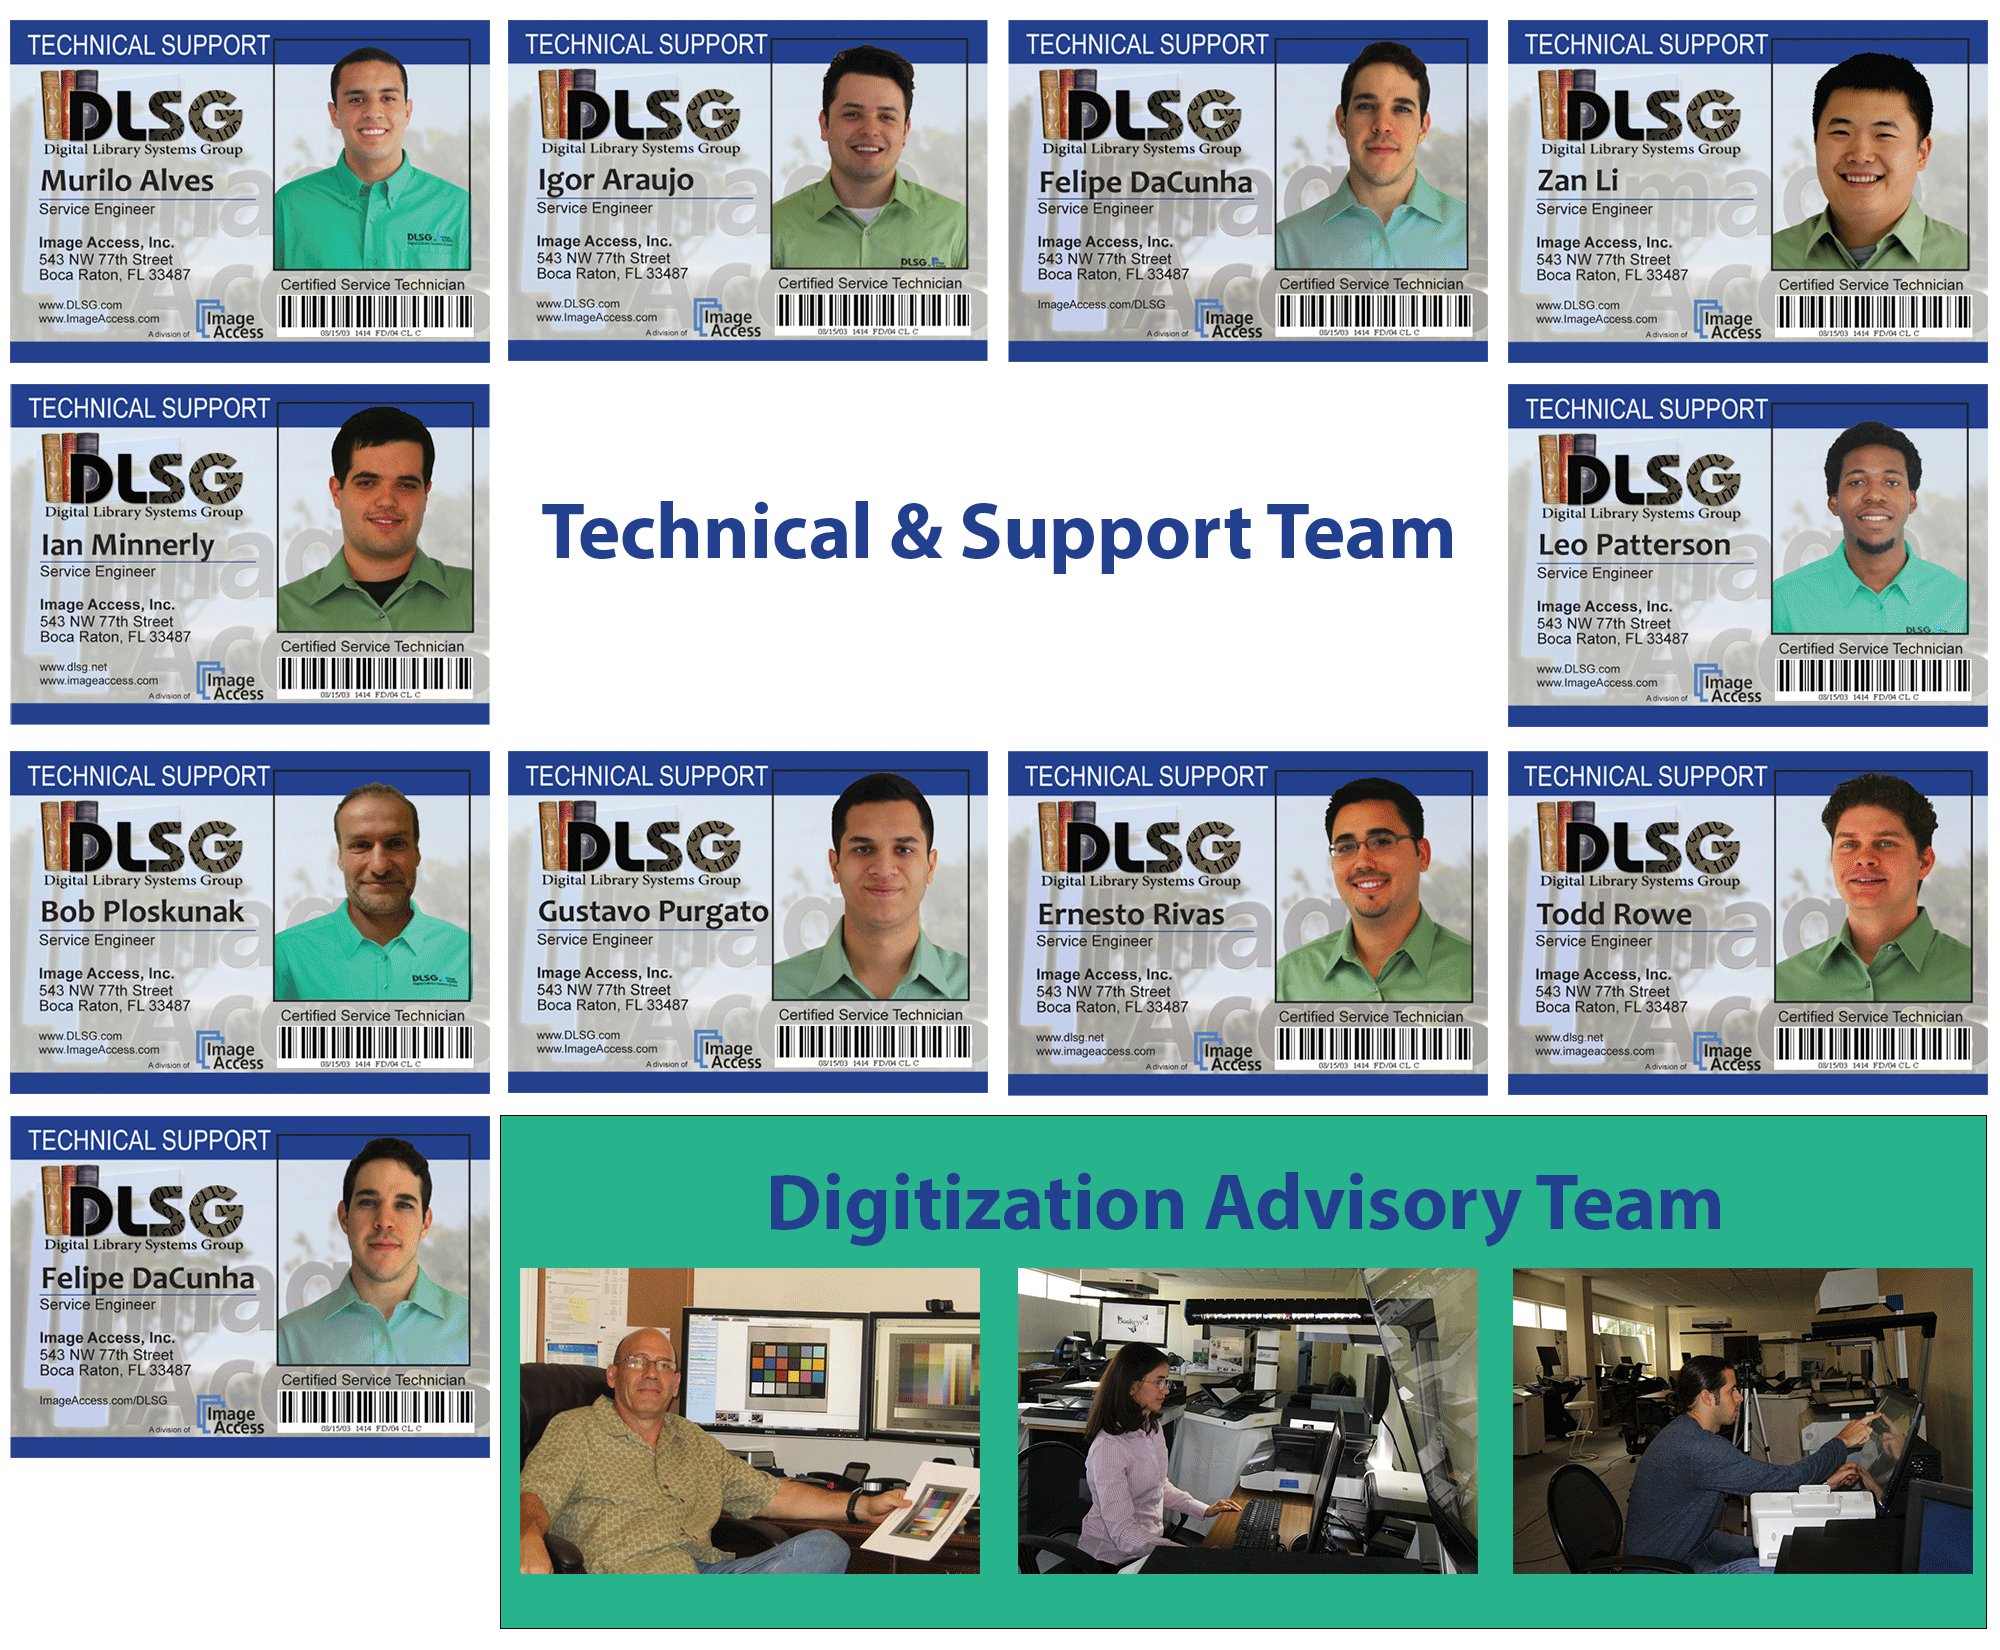 TECHNICAL SUPPORT
DLSG
Digital Library Systems Group
Murilo Alves
Service Engineer
Image Access, Inc.
543 NW 77th Street
Boca Raton, FL 33487
www.DLSG.com
www.ImageAccess.com
A division of
Image
Access
DLSG
Certified Service Technician
08/15/03 1414 FD/04 CL C
TECHNICAL SUPPORT
DLSG
Digital Library Systems Group
Igor Araujo
Service Engineer
Image Access, Inc.
543 NW 77th Street
Boca Raton, FL 33487
www.DLSG.com
www.ImageAccess.com
A division of
Image
Access
DLSG
Certified Service Technician
08/15/03 1414 FD/04 CL C
TECHNICAL SUPPORT
DLSG
Digital Library Systems Group
Felipe DaCunha
Service Engineer
Image Access, Inc.
543 NW 77th Street
Boca Raton, FL 33487
ImageAccess.com/DLSG
A division of
Image
Access
Certified Service Technician
08/15/03 1414 FD/04 CL C
TECHNICAL SUPPORT
DLSG
Digital Library Systems Group
Zan Li
Service Engineer
Image Access, Inc.
543 NW 77th Street
Boca Raton, FL 33487
www.DLSG.com
www.ImageAccess.com
A division of
Image
Access
Certified Service Technician
08/15/03 1414 FD/04 CL C
TECHNICAL SUPPORT
DLSG
Digital Library Systems Group
Ian Minnerly
Service Engineer
Image Access, Inc.
543 NW 77th Street
Boca Raton, FL 33487
www.dlsg.net
www.imageaccess.com
A division of
Image
Access
Certified Service Technician
08/15/03 1414 FD/04 CL C
Technical & Support Team
TECHNICAL SUPPORT
DLSG
Digital Library Systems Group
Leo Patterson
Service Engineer
Image Access, Inc.
543 NW 77th Street
Boca Raton, FL 33487
www.DLSG.com
www.ImageAccess.com
A division of
Image
Access
DLSG
Certified Service Technician
08/15/03 1414 FD/04 CL C
TECHNICAL SUPPORT
DLSG
Digital Library Systems Group
Bob Ploskunak
Service Engineer
Image Access, Inc.
543 NW 77th Street
Boca Raton, FL 33487
www.DLSG.com
www.ImageAccess.com
A division of
Image
Access
DLSG
Certified Service Technician
08/15/03 1414 FD/04 CL C
TECHNICAL SUPPORT
DLSG
Digital Library Systems Group
Gustavo Purgato
Service Engineer
Image Access, Inc.
543 NW 77th Street
Boca Raton, FL 33487
www.DLSG.com
www.ImageAccess.com
A division of
Image
Access
Certified Service Technician
08/15/03 1414 FD/04 CL C
TECHNICAL SUPPORT
DLSG
Digital Library Systems Group
Ernesto Rivas
Service Engineer
Image Access, Inc.
543 NW 77th Street
Boca Raton, FL 33487
www.dlsg.net
www.imageaccess.com
A division of
Image
Access
Certified Service Technician
08/15/03 1414 FD/04 CL C
TECHNICAL SUPPORT
DLSG
Digital Library Systems Group
Todd Rowe
Service Engineer
Image Access, Inc.
543 NW 77th Street
Boca Raton, FL 33487
www.dlsg.net
www.imageaccess.com
A division of
Image
Access
Certified Service Technician
08/15/03 1414 FD/04 CL C
TECHNICAL SUPPORT
DLSG
Digital Library Systems Group
Felipe DaCunha
Service Engineer
Image Access, Inc.
543 NW 77th Street
Boca Raton, FL 33487
ImageAccess.com/DLSG
A division of
Image
Access
Certified Service Technician
08/15/03 1414 FD/04 CL C
Digitization Advisory Team
Bookeye